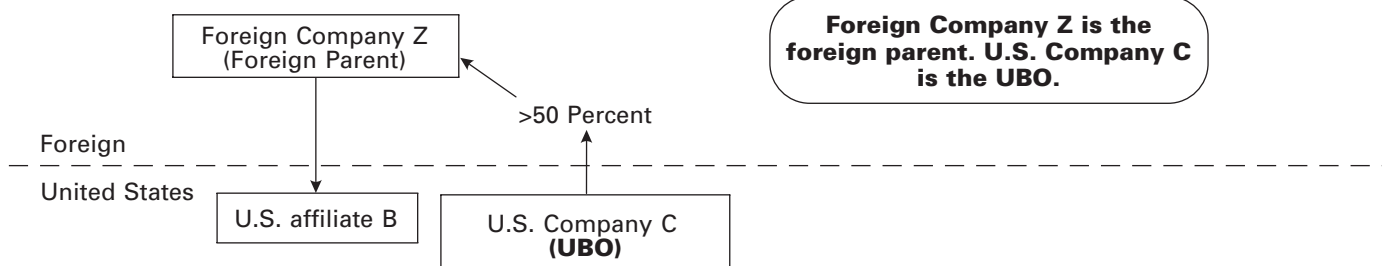 Foreign Company Z
(Foreign Parent)
Foreign Company Z is the
foreign parent. U.S. Company C
is the UBO.
>50 Percent
Foreign
United States
U.S. affiliate B
U.S. Company C
(UBO)